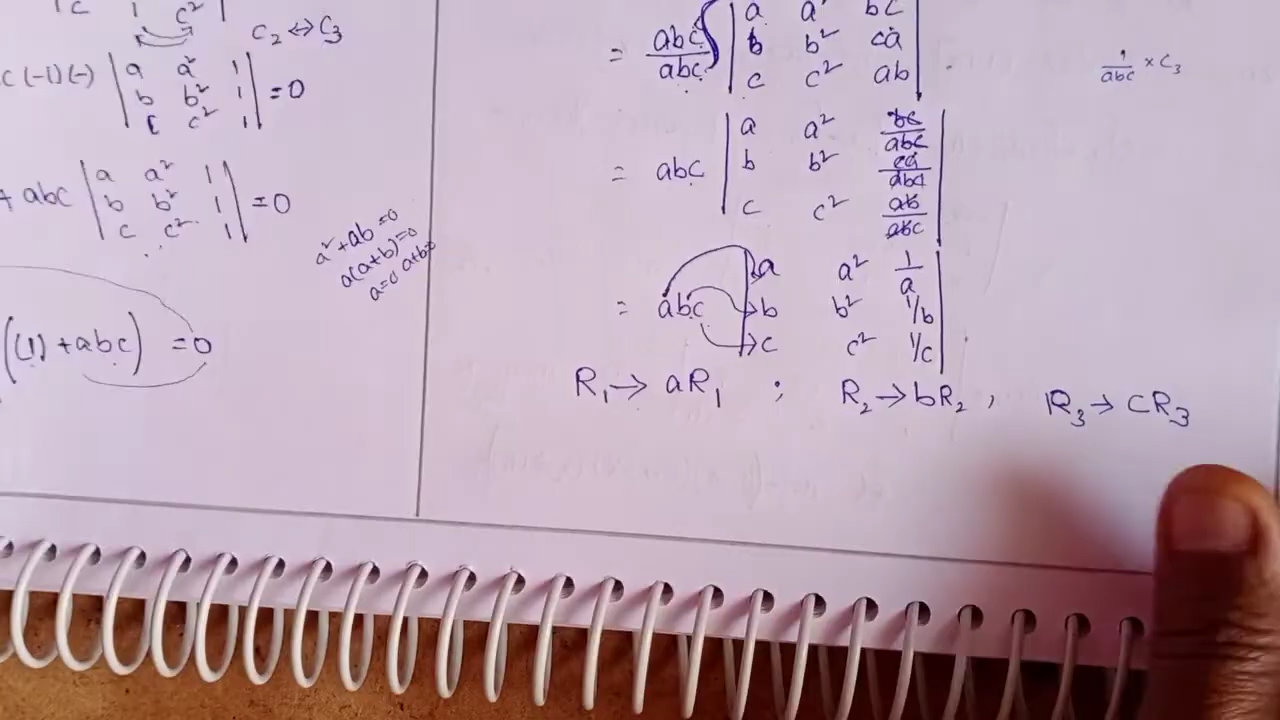 c 1 c²
C₂ ↔ C₃
c (-1)(-) | a a² 1 |
| b b² 1 | = 0
| c c² 1 |
+ abc | a a² 1 |
| b b² 1 | = 0
| c c² 1 |
a² + ab = 0
a(a+b) = 0
a = 0 a+b=
((1) + abc) = 0
= abc/abc | a a² bc |
| b b² ca |
| c c² ab |
1/abc × C₃
= abc | a a² bc/abc |
| b b² ca/abc |
| c c² ab/abc |
= abc | a a² 1/a |
| b b² 1/b |
| c c² 1/c |
R₁ → aR₁ ; R₂ → bR₂ , R₃ → cR₃